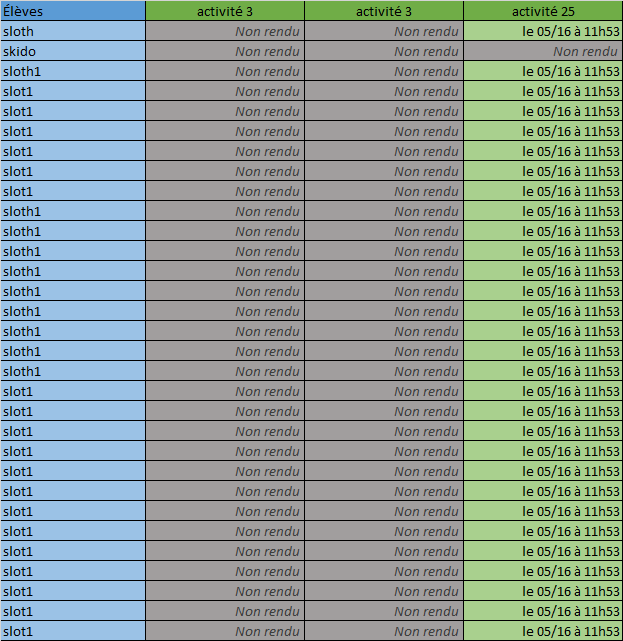 Élèves activité 3 activité 3 activité 25
sloth Non rendu Non rendu le 05/16 à 11h53
skido Non rendu Non rendu Non rendu
sloth1 Non rendu Non rendu le 05/16 à 11h53
slot1 Non rendu Non rendu le 05/16 à 11h53
slot1 Non rendu Non rendu le 05/16 à 11h53
slot1 Non rendu Non rendu le 05/16 à 11h53
slot1 Non rendu Non rendu le 05/16 à 11h53
slot1 Non rendu Non rendu le 05/16 à 11h53
slot1 Non rendu Non rendu le 05/16 à 11h53
sloth1 Non rendu Non rendu le 05/16 à 11h53
sloth1 Non rendu Non rendu le 05/16 à 11h53
sloth1 Non rendu Non rendu le 05/16 à 11h53
sloth1 Non rendu Non rendu le 05/16 à 11h53
sloth1 Non rendu Non rendu le 05/16 à 11h53
sloth1 Non rendu Non rendu le 05/16 à 11h53
sloth1 Non rendu Non rendu le 05/16 à 11h53
sloth1 Non rendu Non rendu le 05/16 à 11h53
sloth1 Non rendu Non rendu le 05/16 à 11h53
slot1 Non rendu Non rendu le 05/16 à 11h53
slot1 Non rendu Non rendu le 05/16 à 11h53
slot1 Non rendu Non rendu le 05/16 à 11h53
slot1 Non rendu Non rendu le 05/16 à 11h53
slot1 Non rendu Non rendu le 05/16 à 11h53
slot1 Non rendu Non rendu le 05/16 à 11h53
slot1 Non rendu Non rendu le 05/16 à 11h53
slot1 Non rendu Non rendu le 05/16 à 11h53
slot1 Non rendu Non rendu le 05/16 à 11h53
slot1 Non rendu Non rendu le 05/16 à 11h53
slot1 Non rendu Non rendu le 05/16 à 11h53
slot1 Non rendu Non rendu le 05/16 à 11h53
slot1 Non rendu Non rendu le 05/16 à 11h53